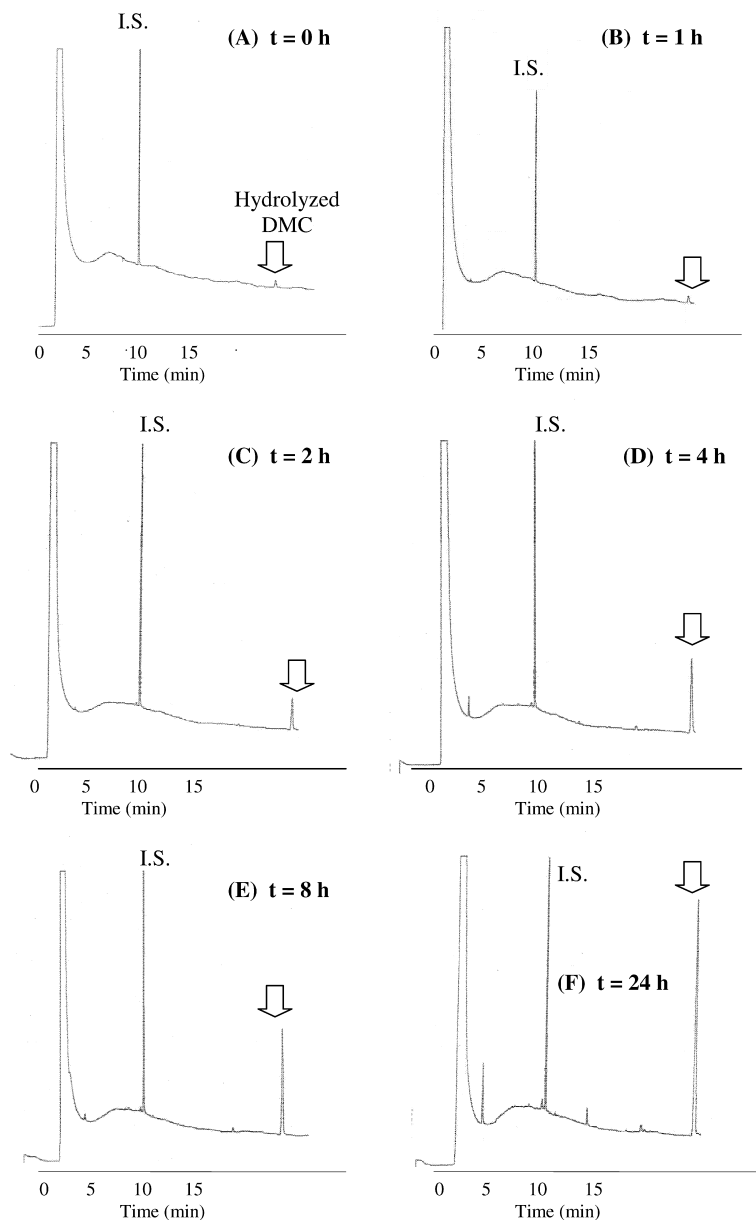 I.S.
(A) t = 0 h
Hydrolyzed
DMC
0 5 10 15
Time (min)
I.S.
(B) t = 1 h
0 5 10 15
Time (min)
I.S.
(C) t = 2 h
0 5 10 15
Time (min)
I.S.
(D) t = 4 h
0 5 10 15
Time (min)
I.S.
(E) t = 8 h
0 5 10 15
Time (min)
I.S.
(F) t = 24 h
0 5 10 15
Time (min)